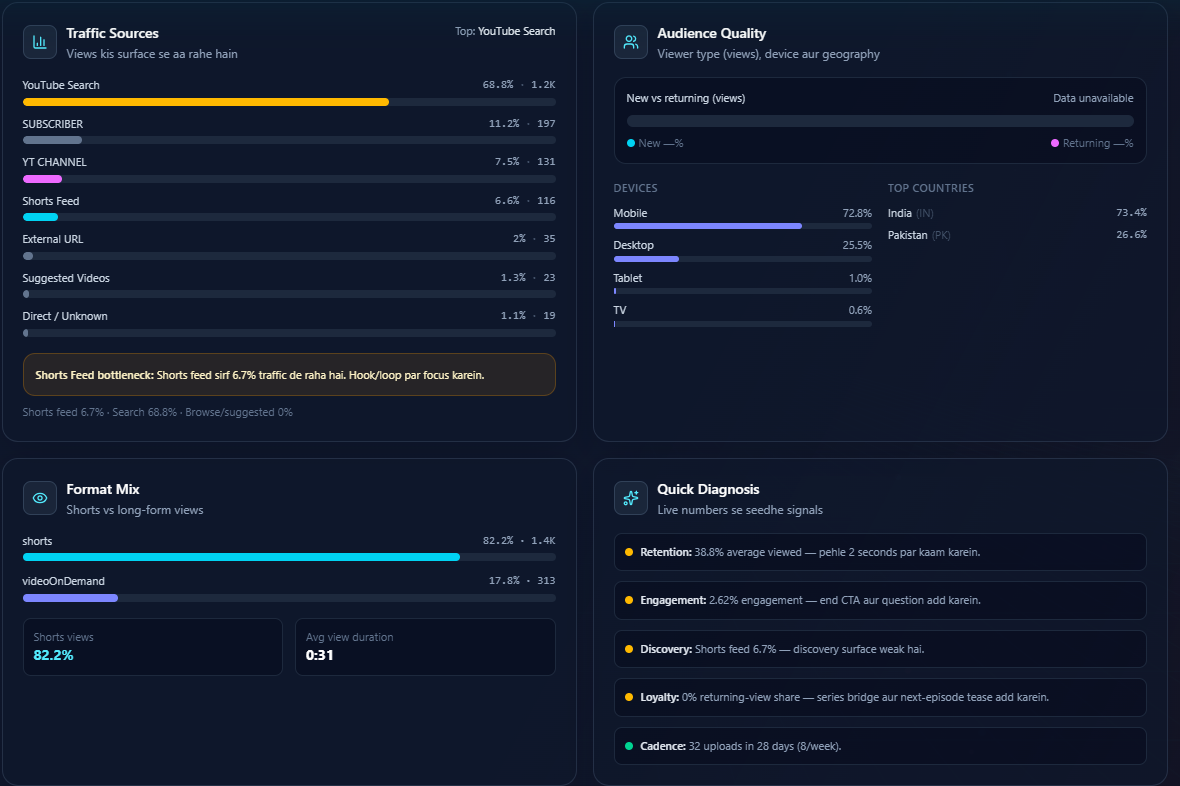 Traffic Sources
Views kis surface se aa rahe hain
Top: YouTube Search
YouTube Search 68.8% · 1.2K
SUBSCRIBER 11.2% · 197
YT CHANNEL 7.5% · 131
Shorts Feed 6.6% · 116
External URL 2% · 35
Suggested Videos 1.3% · 23
Direct / Unknown 1.1% · 19
Shorts Feed bottleneck: Shorts feed sirf 6.7% traffic de raha hai. Hook/loop par focus karein.
Shorts feed 6.7% · Search 68.8% · Browse/suggested 0%
Audience Quality
Viewer type (views), device aur geography
New vs returning (views) Data unavailable
New —% Returning —%
DEVICES
Mobile 72.8%
Desktop 25.5%
Tablet 1.0%
TV 0.6%
TOP COUNTRIES
India (IN) 73.4%
Pakistan (PK) 26.6%
Format Mix
Shorts vs long-form views
shorts 82.2% · 1.4K
videoOnDemand 17.8% · 313
Shorts views
82.2%
Avg view duration
0:31
Quick Diagnosis
Live numbers se seedhe signals
Retention: 38.8% average viewed — pehle 2 seconds par kaam karein.
Engagement: 2.62% engagement — end CTA aur question add karein.
Discovery: Shorts feed 6.7% — discovery surface weak hai.
Loyalty: 0% returning-view share — series bridge aur next-episode tease add karein.
Cadence: 32 uploads in 28 days (8/week).